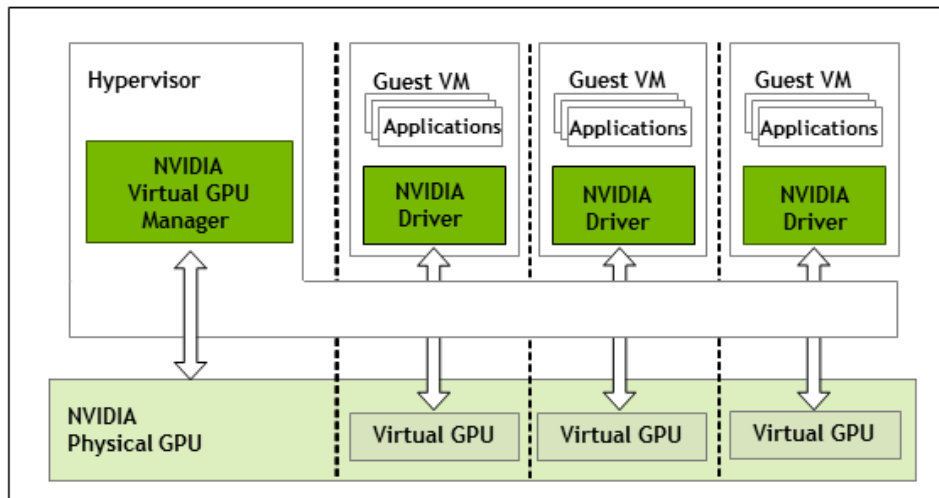 Hypervisor
NVIDIA
Virtual GPU
Manager
Guest VM
Applications
NVIDIA
Driver
Guest VM
Applications
NVIDIA
Driver
Guest VM
Applications
NVIDIA
Driver
NVIDIA
Physical GPU
Virtual GPU
Virtual GPU
Virtual GPU